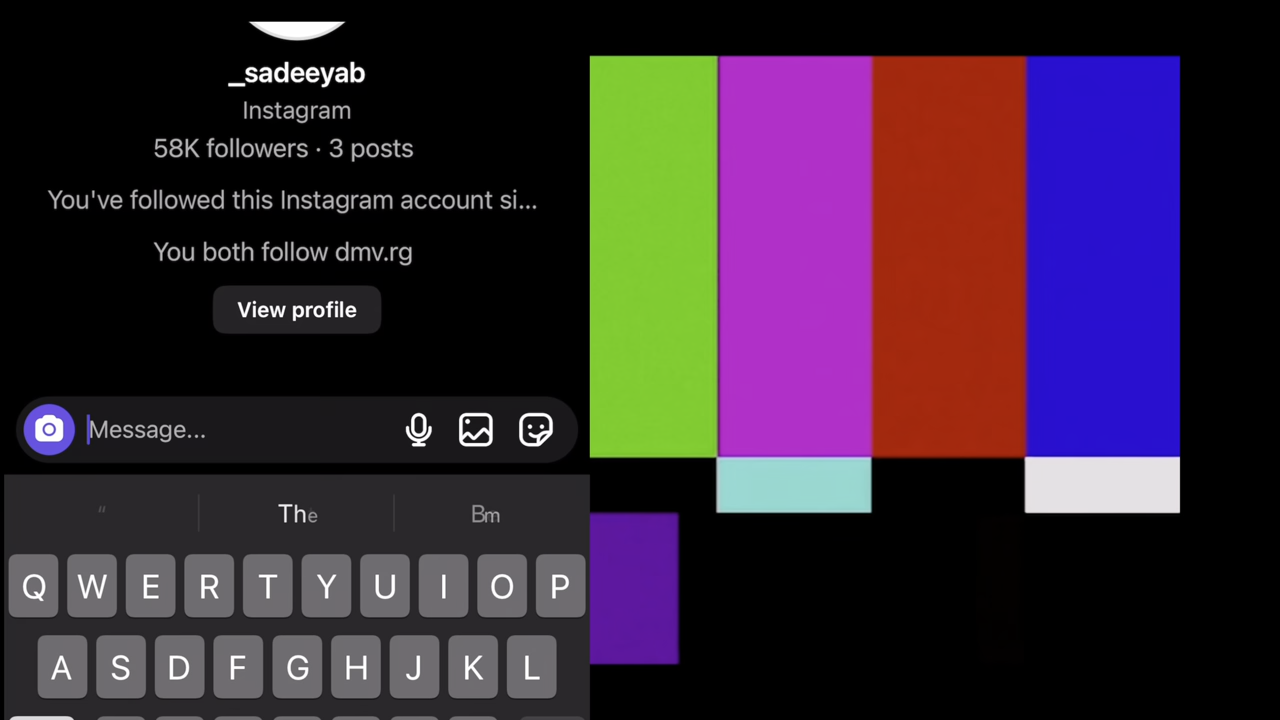 _sadeeyab
Instagram
58K followers · 3 posts
You've followed this Instagram account si...
You both follow dmv.rg
View profile
Message...
“ The Bm
Q W E R T Y U I O P
A S D F G H J K L